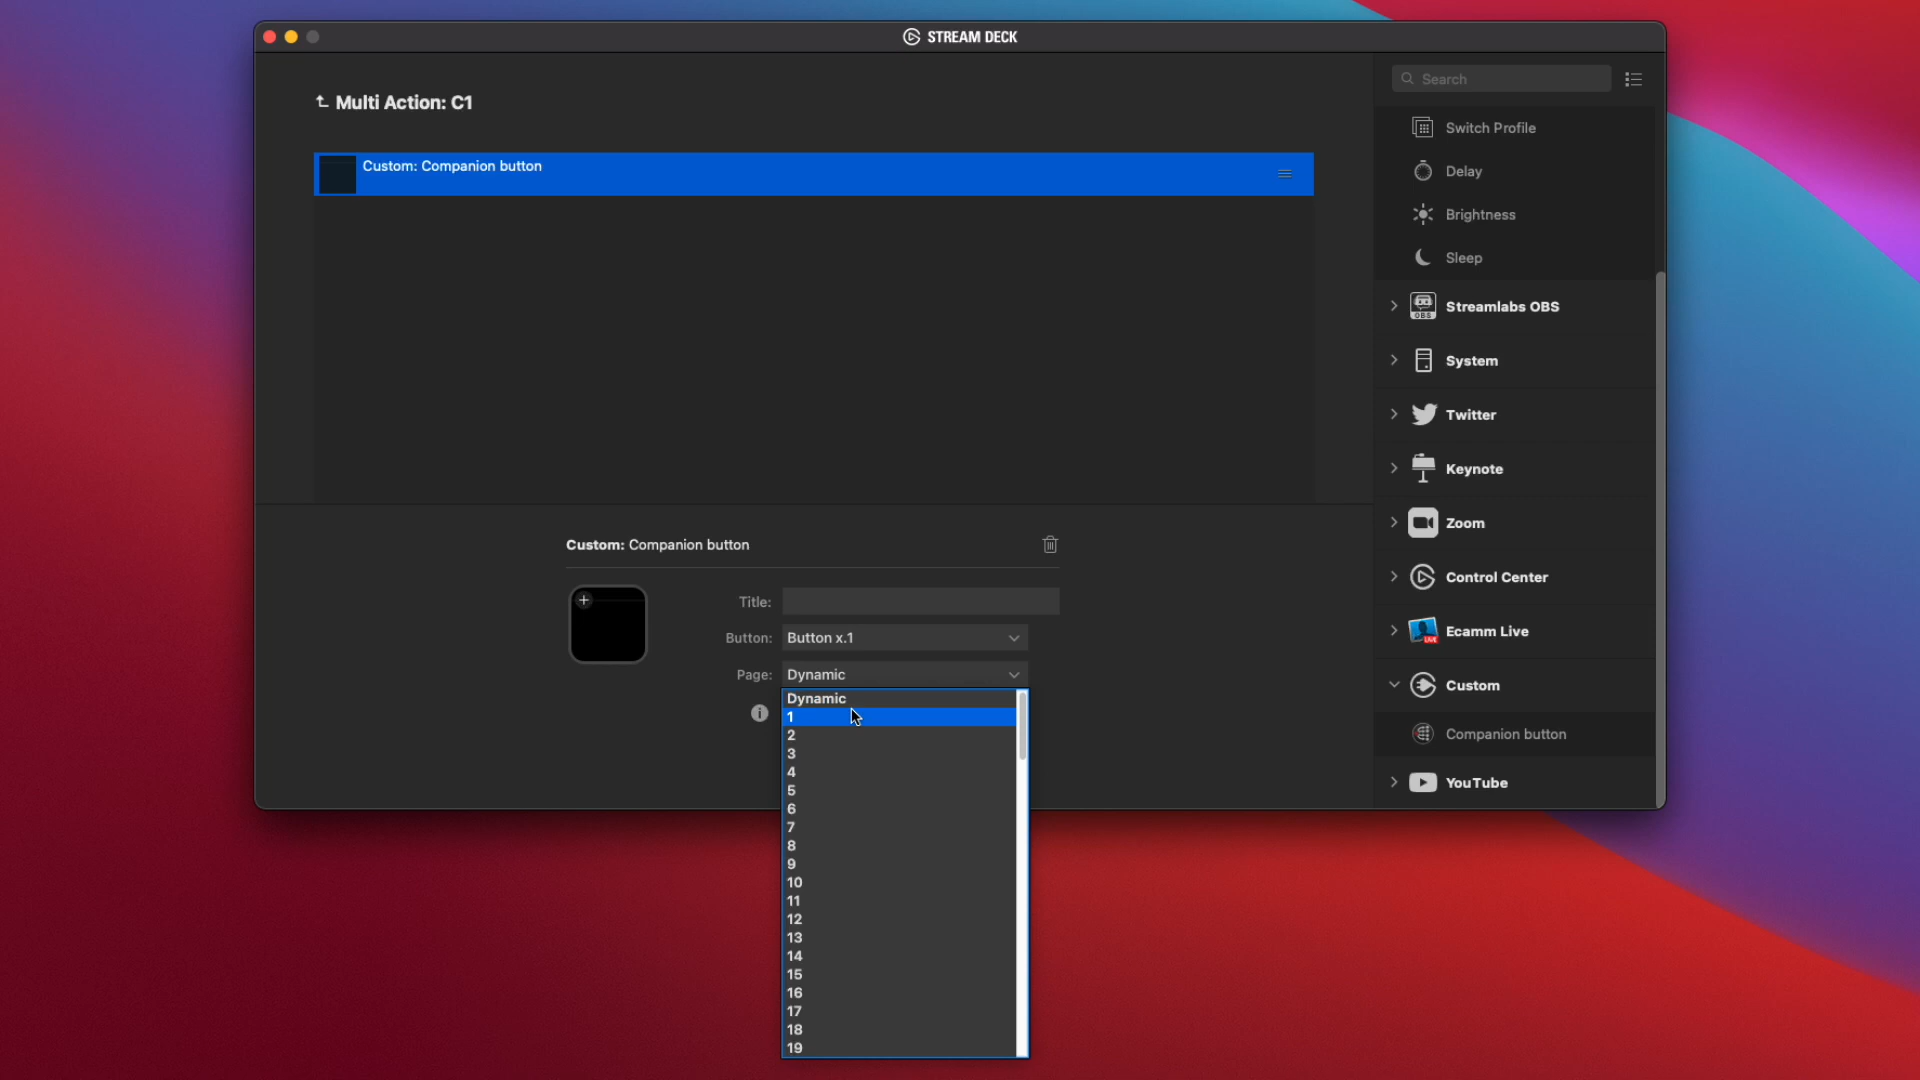 STREAM DECK
Multi Action: C1
Search
Custom: Companion button
Switch Profile
Delay
Brightness
Sleep
Streamlabs OBS
System
Twitter
Keynote
Zoom
Control Center
Ecamm Live
Custom
Companion button
YouTube
Custom: Companion button
Title:
Button: Button x.1
Page: Dynamic
Dynamic
1
2
3
4
5
6
7
8
9
10
11
12
13
14
15
16
17
18
19